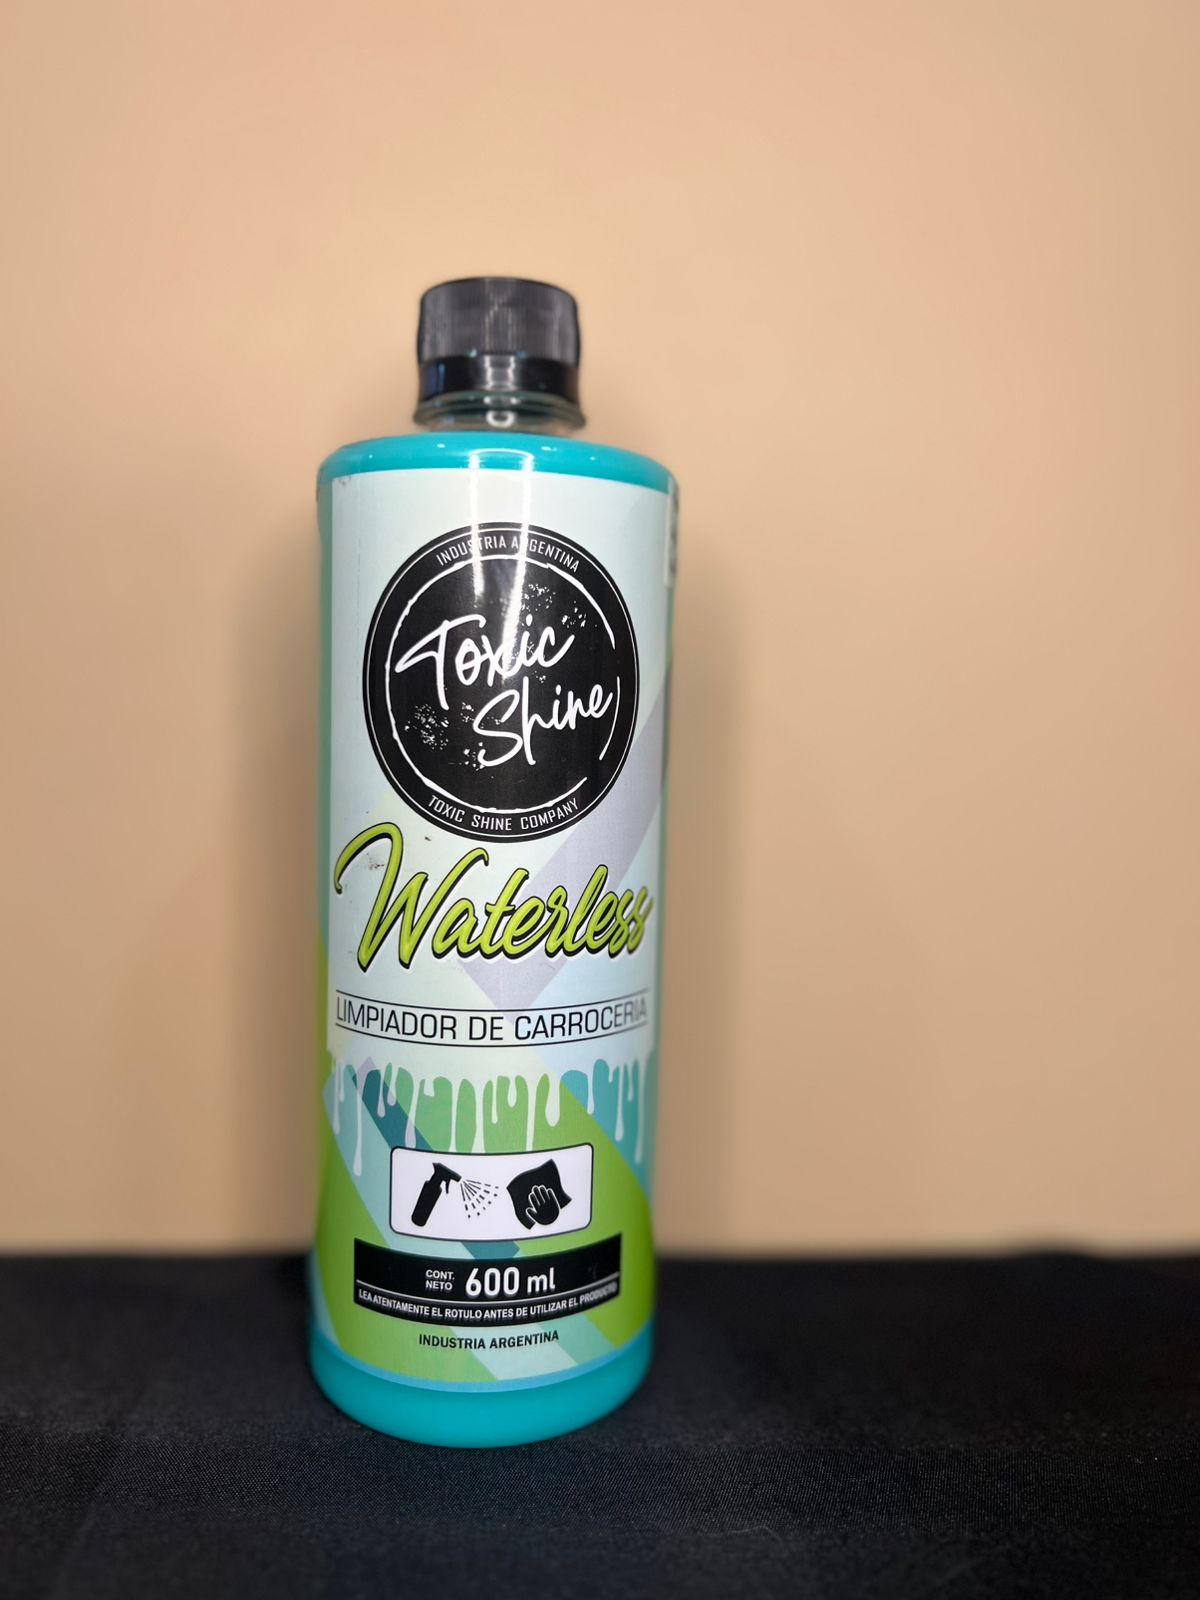 INDUSTRIA ARGENTINA
Toxic
Shine
TOXIC SHINE COMPANY
Waterless
LIMPIADOR DE CARROCERIA
CONT.
NETO
600 ml
LEA ATENTAMENTE EL ROTULO ANTES DE UTILIZAR EL PRODUCTO
INDUSTRIA ARGENTINA